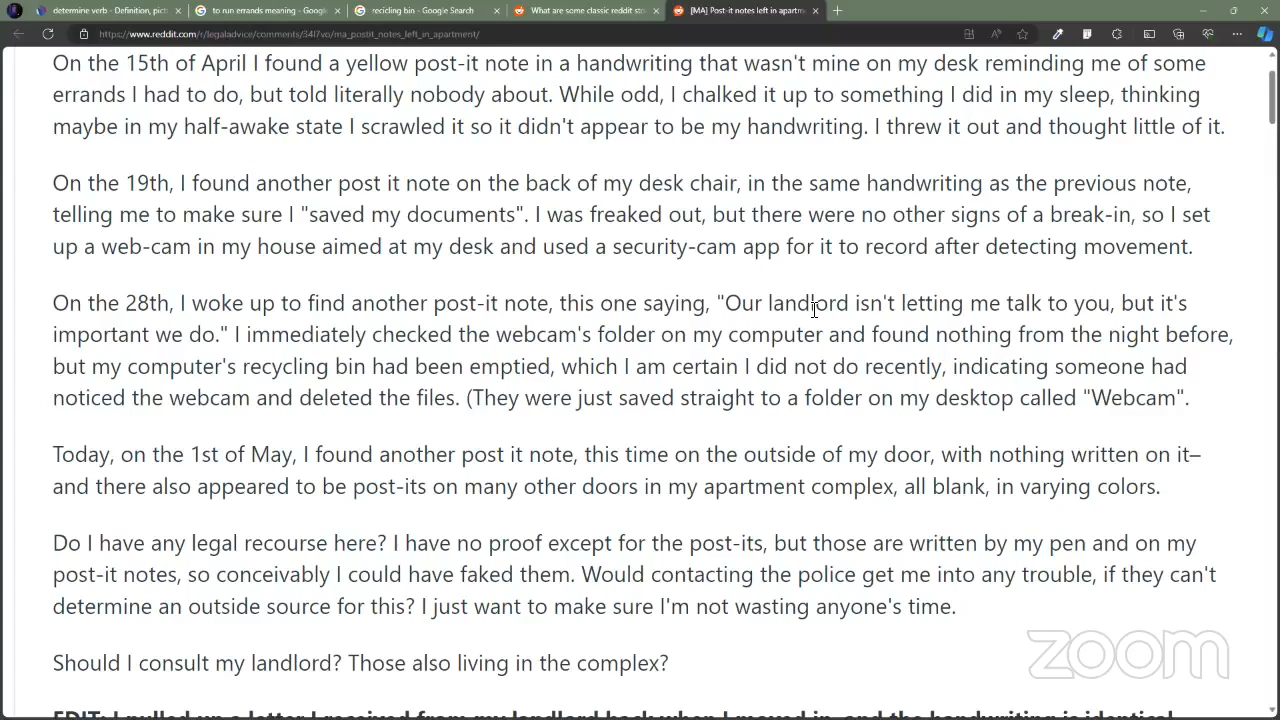 determine verb - Definition, pict
to run errands meaning - Google
recicling bin - Google Search
What are some classic reddit sto
[MA] Post-it notes left in apartm
https://www.reddit.com/r/legaladvice/comments/34l7vo/ma_postit_notes_left_in_apartment/
On the 15th of April I found a yellow post-it note in a handwriting that wasn't mine on my desk reminding me of some
errands I had to do, but told literally nobody about. While odd, I chalked it up to something I did in my sleep, thinking
maybe in my half-awake state I scrawled it so it didn't appear to be my handwriting. I threw it out and thought little of it.
On the 19th, I found another post it note on the back of my desk chair, in the same handwriting as the previous note,
telling me to make sure I "saved my documents". I was freaked out, but there were no other signs of a break-in, so I set
up a web-cam in my house aimed at my desk and used a security-cam app for it to record after detecting movement.
On the 28th, I woke up to find another post-it note, this one saying, "Our landlord isn't letting me talk to you, but it's
important we do." I immediately checked the webcam's folder on my computer and found nothing from the night before,
but my computer's recycling bin had been emptied, which I am certain I did not do recently, indicating someone had
noticed the webcam and deleted the files. (They were just saved straight to a folder on my desktop called "Webcam".
Today, on the 1st of May, I found another post it note, this time on the outside of my door, with nothing written on it–
and there also appeared to be post-its on many other doors in my apartment complex, all blank, in varying colors.
Do I have any legal recourse here? I have no proof except for the post-its, but those are written by my pen and on my
post-it notes, so conceivably I could have faked them. Would contacting the police get me into any trouble, if they can't
determine an outside source for this? I just want to make sure I'm not wasting anyone's time.
Should I consult my landlord? Those also living in the complex?
EDIT: I pulled up a letter I received from my landlord back when I moved in, and the handwriting is identical
zoom